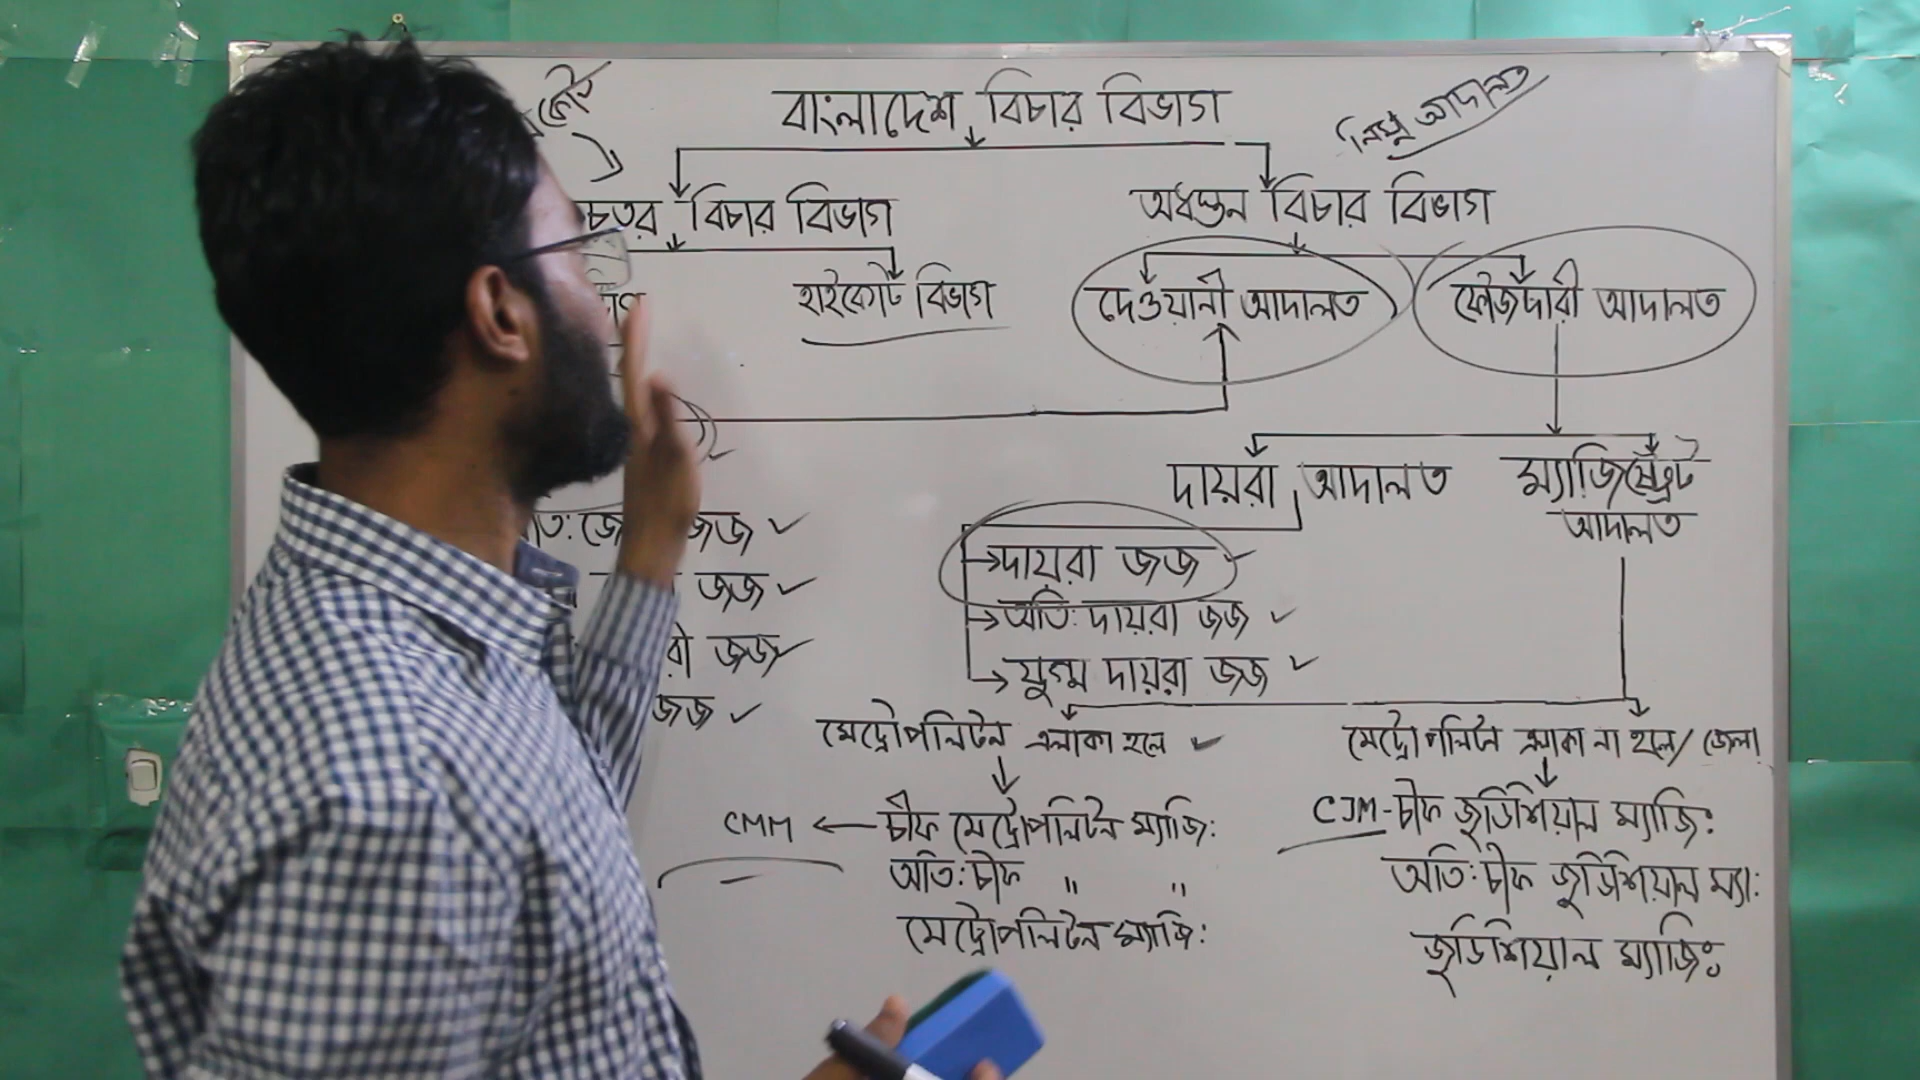 বাংলাদেশ বিচার বিভাগ
নিম্ন আদালত
বিচার বিভাগ
অধস্তন বিচার বিভাগ
হাইকোর্ট বিভাগ
দেওয়ানী আদালত
ফৌজদারী আদালত
দায়রা আদালত
ম্যাজিষ্ট্রেট
আদালত
জজ
জজ
জজ
জজ
→দায়রা জজ
→অতি: দায়রা জজ
→যুগ্ম দায়রা জজ
মেট্রোপলিটন এলাকা হলে
মেট্রোপলিটন এলাকা না হলে/জেলা
CMM ← চীফ মেট্রোপলিটন ম্যাজি:
অতি: চীফ " "
মেট্রোপলিটন ম্যাজি:
CJM-চীফ জুডিশিয়াল ম্যাজি:
অতি: চীফ জুডিশিয়াল ম্যা:
জুডিশিয়াল ম্যাজি: